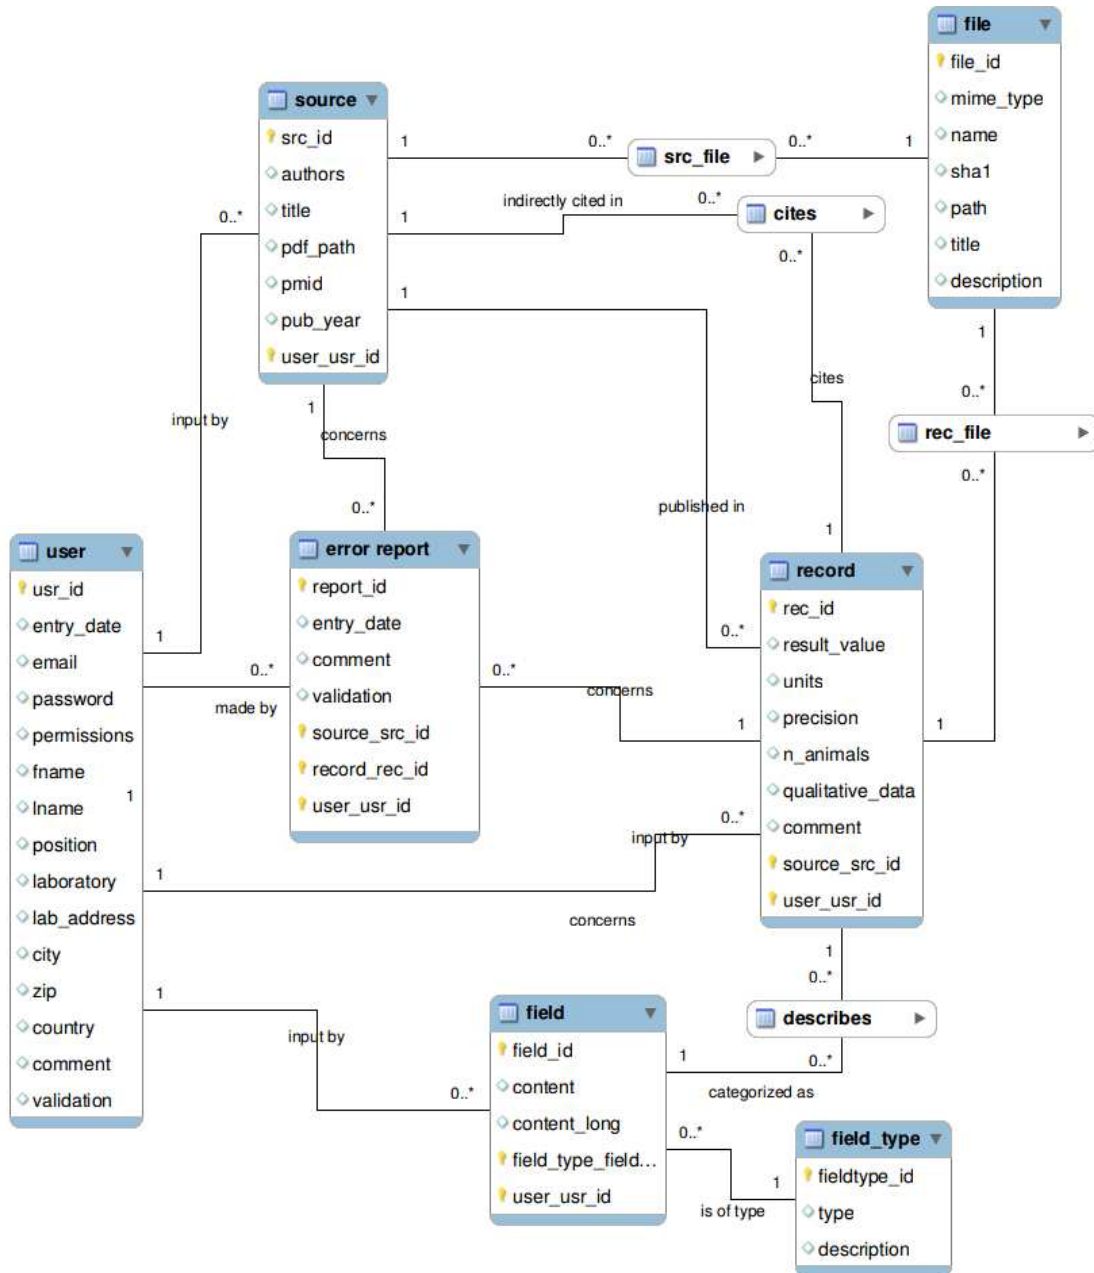 file
file_id
mime_type
name
sha1
path
title
description
source
src_id
authors
title
pdf_path
pmid
pub_year
user_usr_id
1
0..*
src_file
0..*
1
indirectly cited in
0..*
1
cites
0..*
0..*
1
1
cites
0..*
rec_file
0..*
input by
1
concerns
0..*
published in
1
user
usr_id
entry_date
email
password
permissions
fname
lname
position
laboratory
lab_address
city
zip
country
comment
validation
1
0..*
made by
1
1
1
error report
report_id
entry_date
comment
validation
source_src_id
record_rec_id
user_usr_id
0..*
concerns
1
record
rec_id
result_value
units
precision
n_animals
qualitative_data
comment
source_src_id
user_usr_id
0..*
1
0..*
input by
concerns
1
0..*
describes
0..*
1
categorized as
input by
0..*
field
field_id
content
content_long
field_type_field...
user_usr_id
0..*
1
is of type
field_type
fieldtype_id
type
description